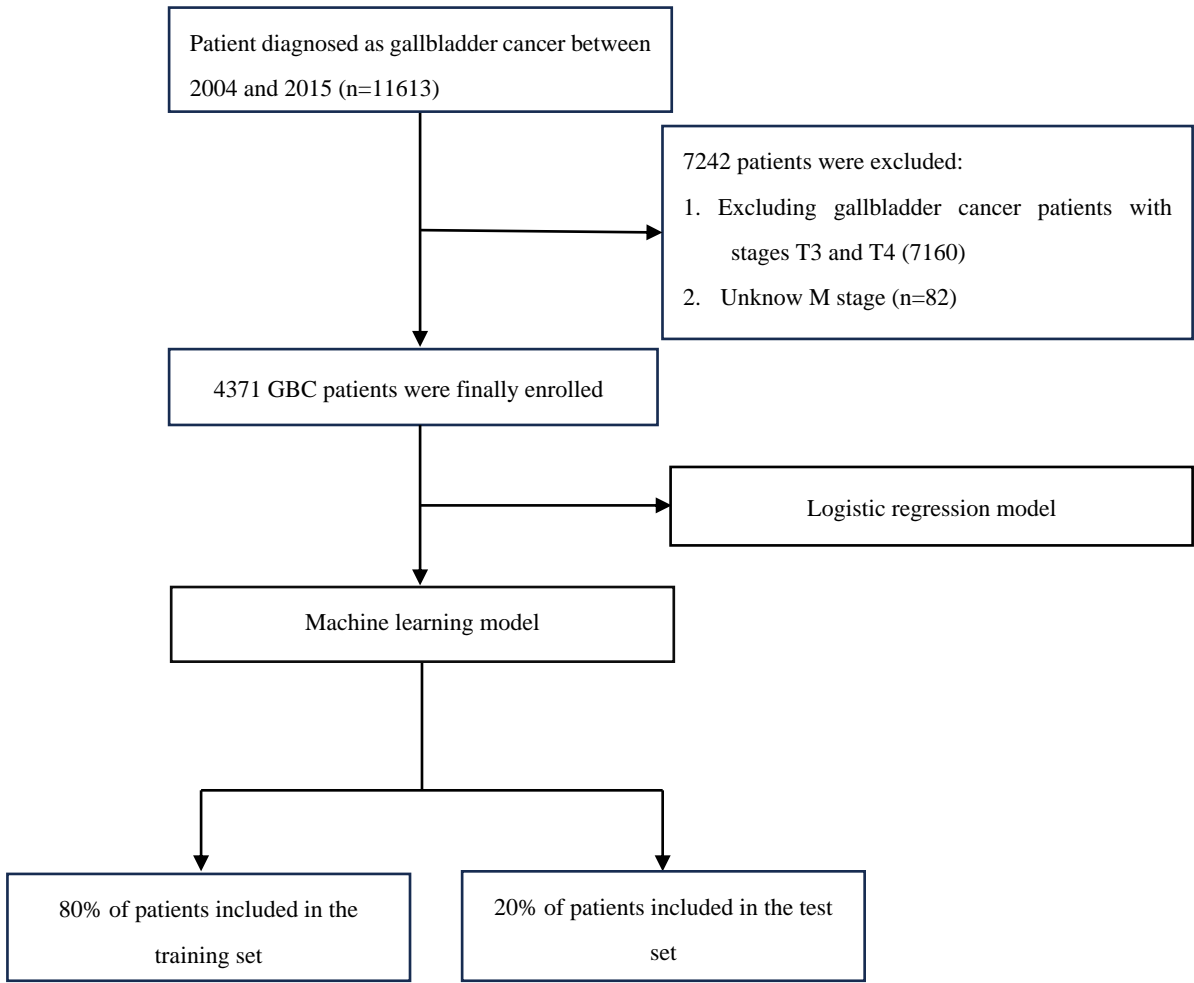 Patient diagnosed as gallbladder cancer between
2004 and 2015 (n=11613)
7242 patients were excluded:
1. Excluding gallbladder cancer patients with
stages T3 and T4 (7160)
2. Unknow M stage (n=82)
4371 GBC patients were finally enrolled
Logistic regression model
Machine learning model
80% of patients included in the
training set
20% of patients included in the test
set